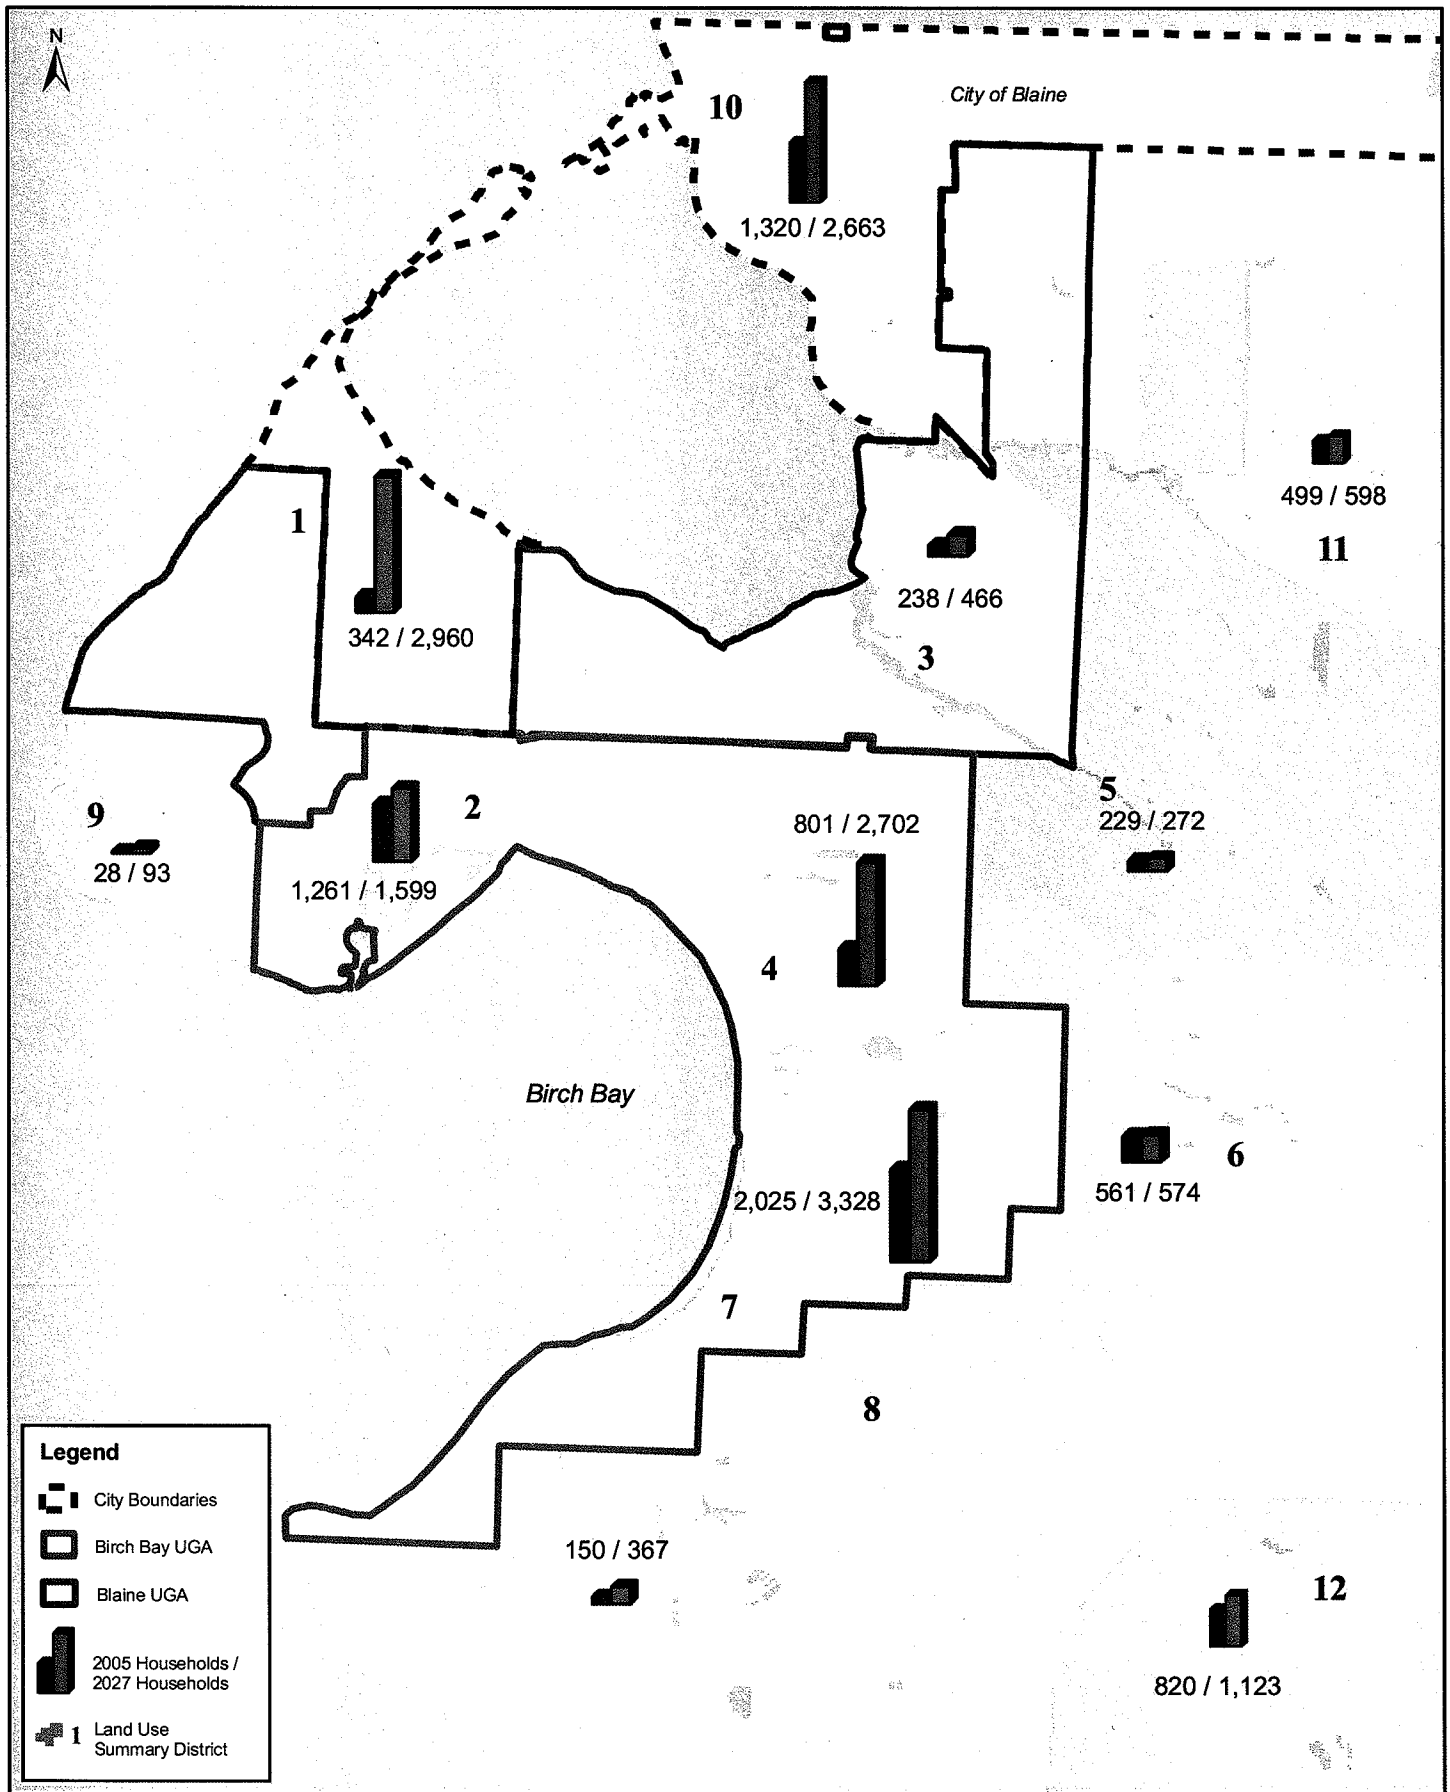 N
10
City of Blaine
1,320 / 2,663
499 / 598
11
1
342 / 2,960
238 / 466
3
9
28 / 93
2
1,261 / 1,599
801 / 2,702
4
5
229 / 272
Birch Bay
2,025 / 3,328
6
561 / 574
7
8
150 / 367
12
820 / 1,123
Legend
City Boundaries
Birch Bay UGA
Blaine UGA
2005 Households /
2027 Households
1 Land Use
Summary District